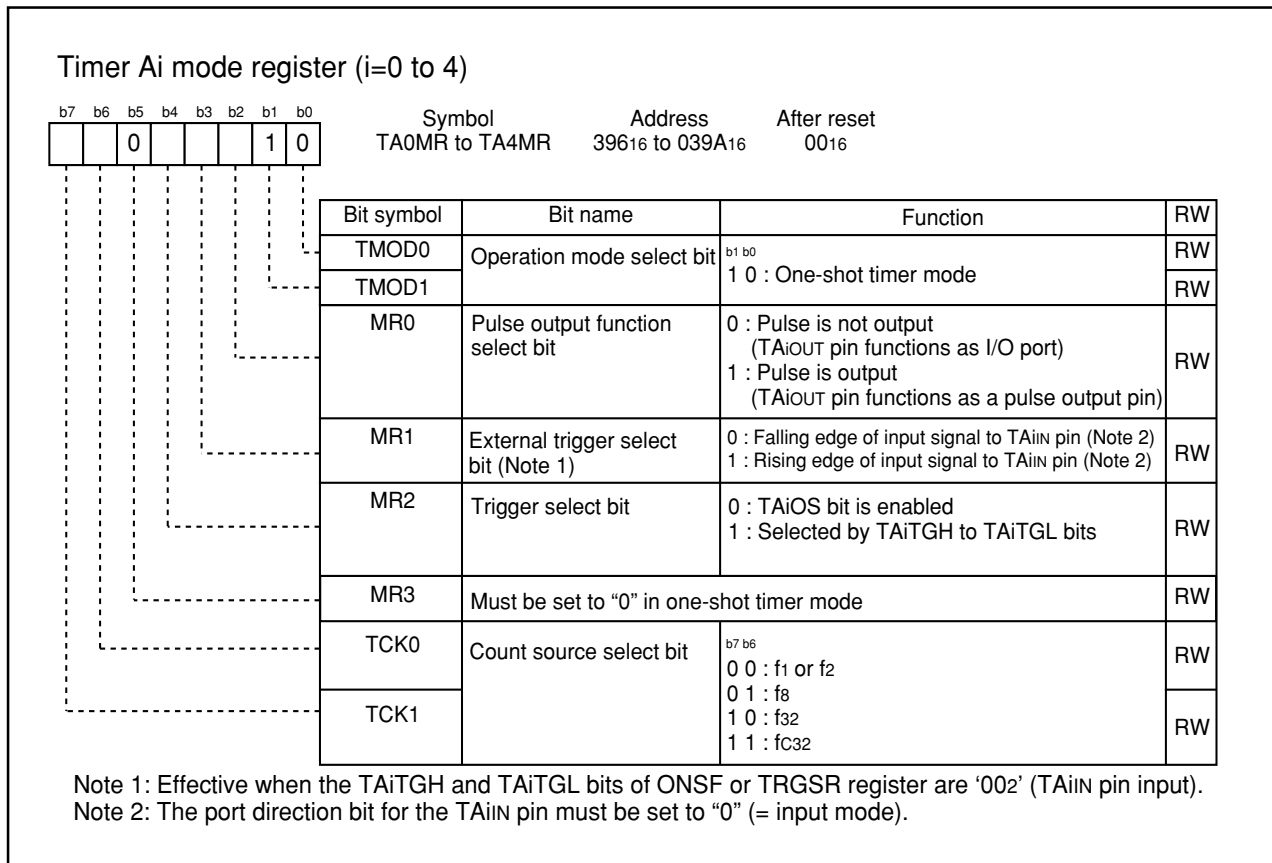 Timer Ai mode register (i=0 to 4)
b7 b6 b5 b4 b3 b2 b1 b0
0 1 0
Symbol Address After reset
TA0MR to TA4MR 39616 to 039A16 0016
Bit symbol Bit name Function RW
TMOD0 Operation mode select bit b1 b0 RW
1 0 : One-shot timer mode
TMOD1 RW
MR0 Pulse output function 0 : Pulse is not output
select bit (TAiOUT pin functions as I/O port) RW
1 : Pulse is output
(TAiOUT pin functions as a pulse output pin)
MR1 External trigger select 0 : Falling edge of input signal to TAiIN pin (Note 2)
bit (Note 1) 1 : Rising edge of input signal to TAiIN pin (Note 2) RW
MR2 Trigger select bit 0 : TAiOS bit is enabled
1 : Selected by TAiTGH to TAiTGL bits RW
MR3 Must be set to “0” in one-shot timer mode RW
TCK0 Count source select bit b7 b6 RW
0 0 : f1 or f2
0 1 : f8
TCK1 1 0 : f32 RW
1 1 : fC32
Note 1: Effective when the TAiTGH and TAiTGL bits of ONSF or TRGSR register are ‘002’ (TAiIN pin input).
Note 2: The port direction bit for the TAiIN pin must be set to “0” (= input mode).